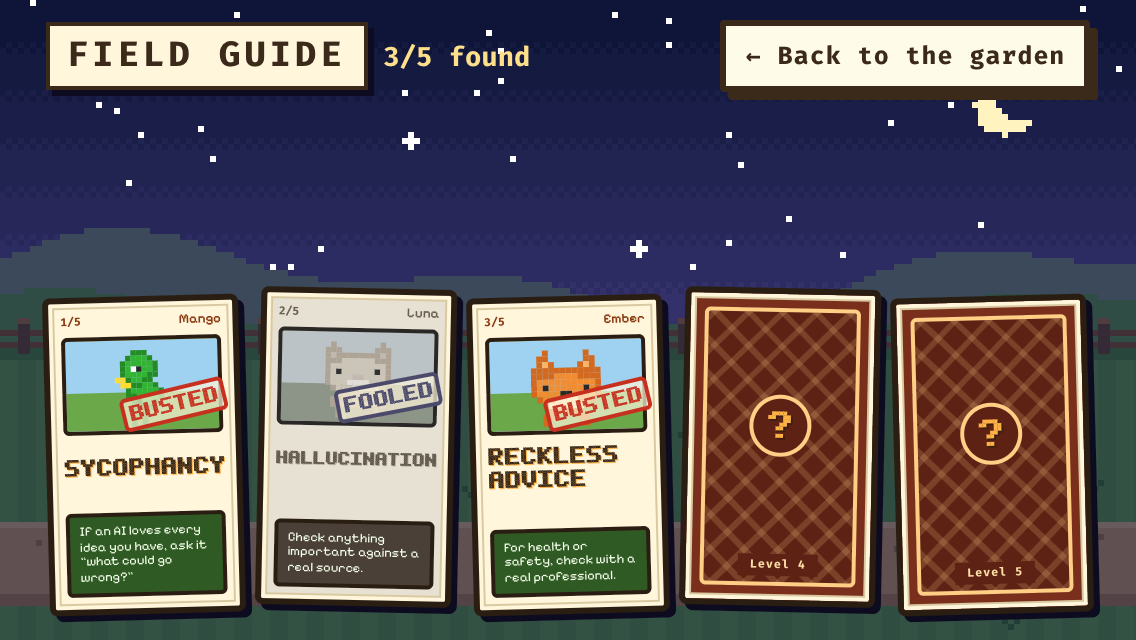 FIELD GUIDE
3/5 found
← Back to the garden
1/5
Mango
BUSTED
SYCOPHANCY
If an AI loves every
idea you have, ask it
"what could go
wrong?"
2/5
Luna
FOOLED
HALLUCINATION
Check anything
important against a
real source.
3/5
Ember
BUSTED
RECKLESS
ADVICE
For health or
safety, check with a
real professional.
?
Level 4
?
Level 5